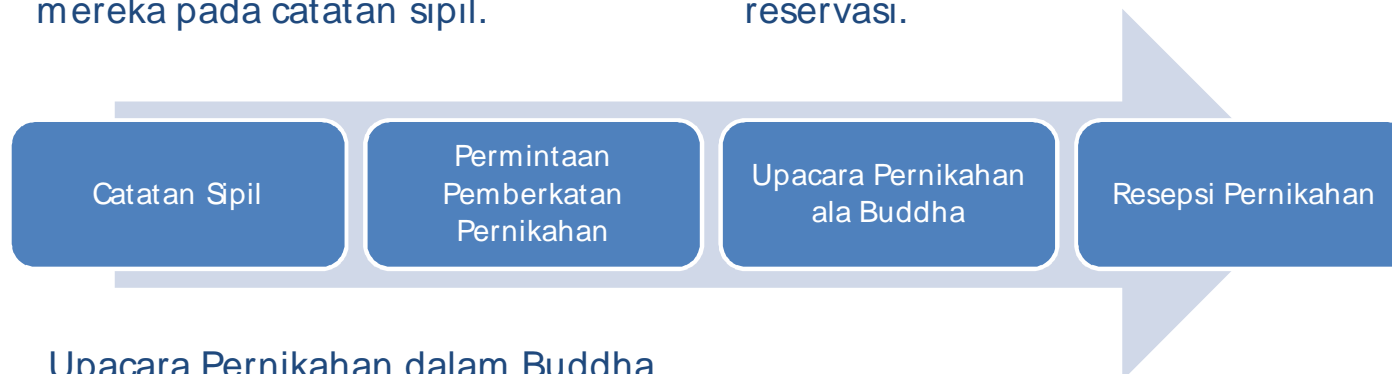 mereka pada catatan sipil.
reservasi.
Catatan Sipil
Permintaan
Pemberkatan
Pernikahan
Upacara Pernikahan
ala Buddha
Resepsi Pernikahan
Upacara Pernikahan dalam Buddha